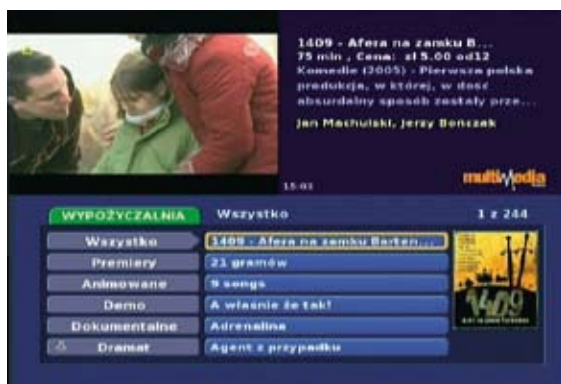 1409 - Afera na zamku B...
75 min , Cena: zł 5.00 od12
Komedie (2005) - Pierwsza polska
produkcja, w której, w dość
absurdalny sposób zostały prze...
Jan Machulski, Jerzy Bończak
15:03
multimedia
WYPOŻYCZALNIA
Wszystko
1 z 244
Wszystko
1409 - Afera na zamku Barten...
Premiery
21 gramów
Animowane
9 songs
Demo
A właśnie że tak!
Dokumentalne
Adrenalina
Dramat
Agent z przypadku
1409